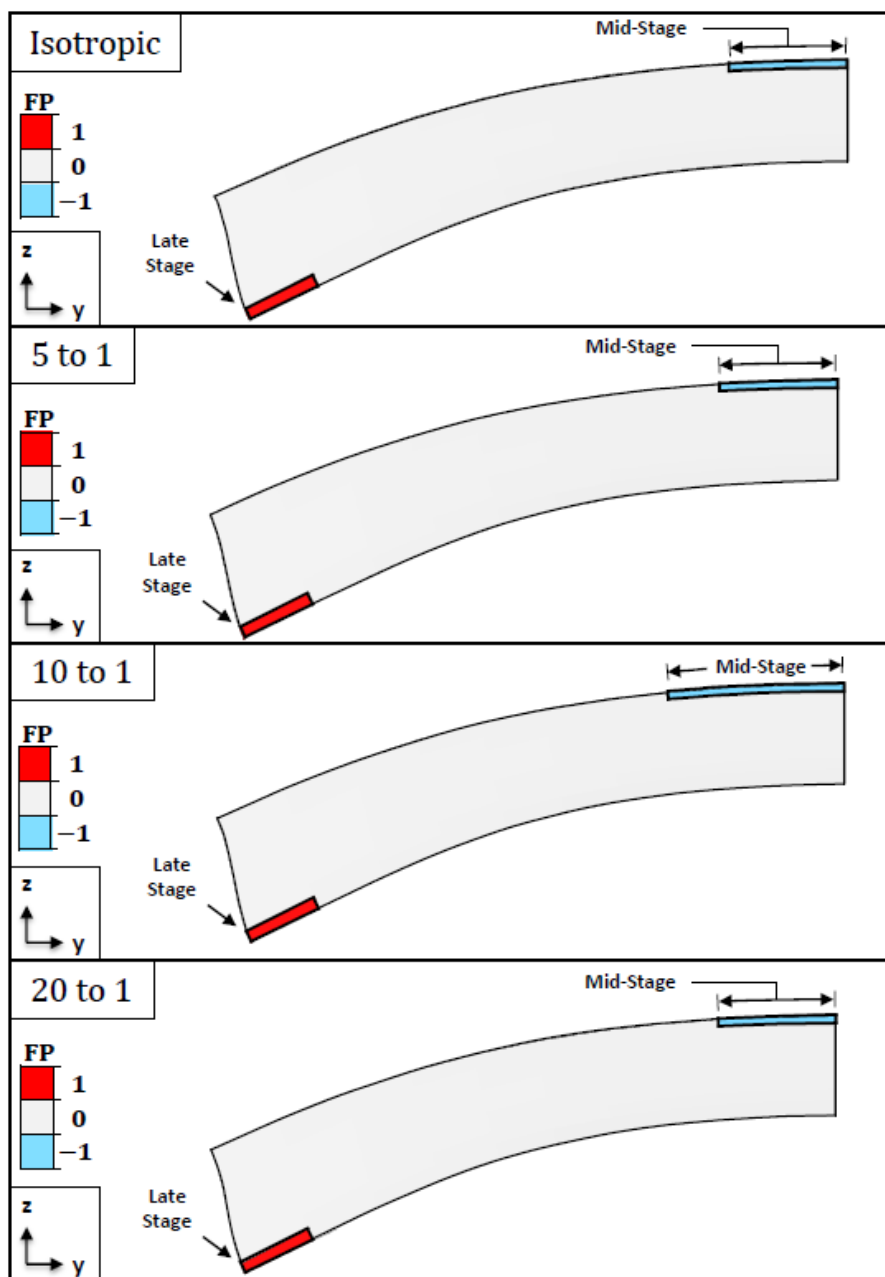 Isotropic
Mid-Stage
FP
1
0
−1
Late
Stage
z
y
5 to 1
Mid-Stage
FP
1
0
−1
Late
Stage
z
y
10 to 1
Mid-Stage
FP
1
0
−1
Late
Stage
z
y
20 to 1
Mid-Stage
FP
1
0
−1
Late
Stage
z
y